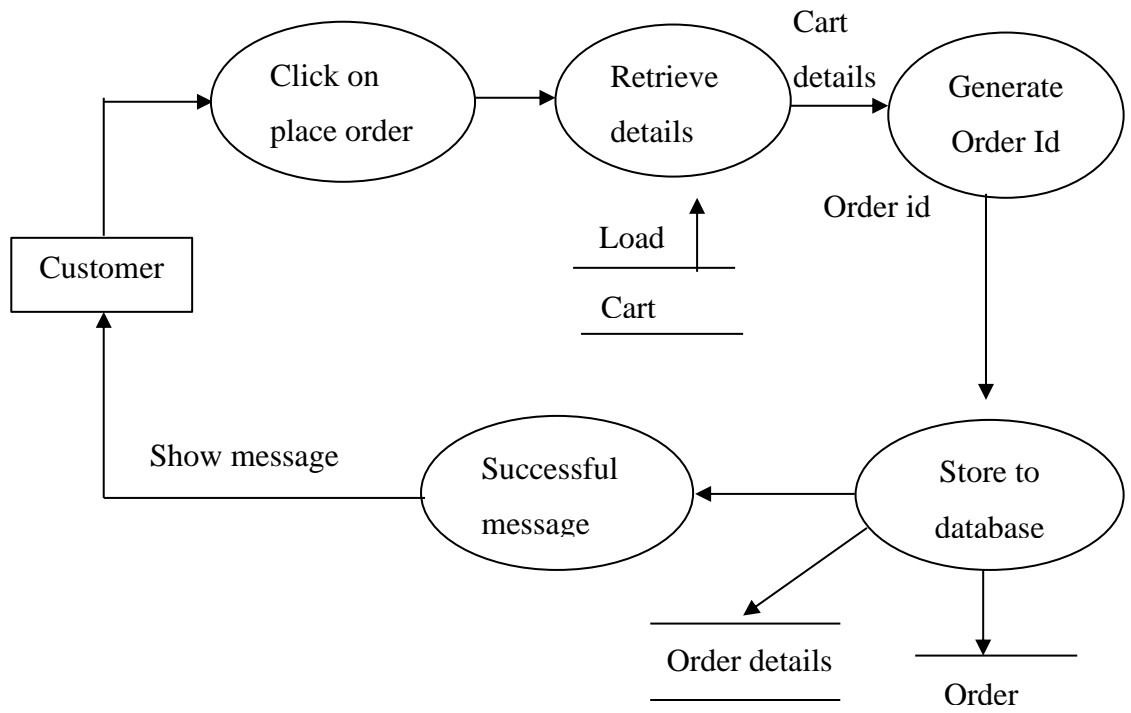 Click on
place order
Retrieve
details
Cart
details
Generate
Order Id
Order id
Load
Customer
Cart
Show message
Successful
message
Store to
database
Order details
Order